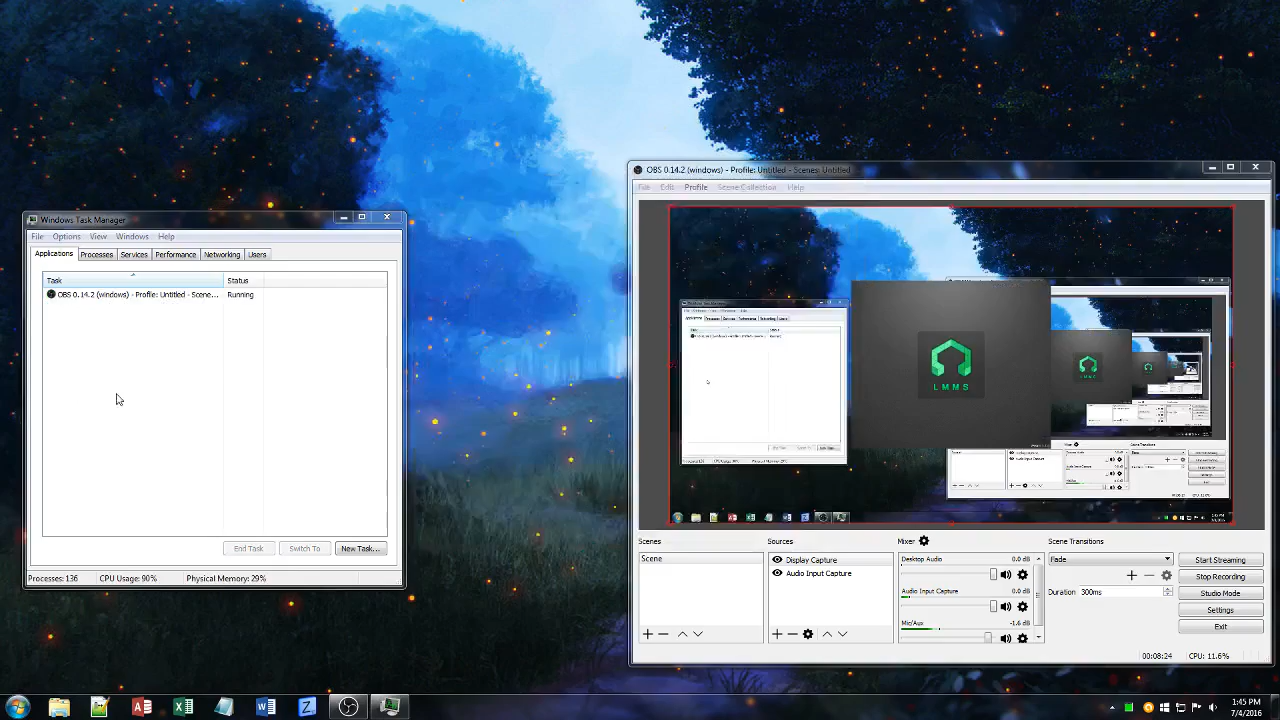 OBS 0.14.2 (windows) - Profile: Untitled - Scenes: Untitled
File Edit Profile Scene Collection Help
Windows Task Manager
File Options View Windows Help
Applications Processes Services Performance Networking Users
Task Status
OBS 0.14.2 (windows) - Profile: Untitled - Scene... Running
End Task Switch To New Task...
Processes: 136 CPU Usage: 90% Physical Memory: 29%
LMMS
Scenes Sources Mixer Scene Transitions
Scene
Display Capture
Audio Input Capture
Desktop Audio 0.0 dB
Audio Input Capture 0.0 dB
Mic/Aux -1.6 dB
Fade
Duration 300ms
Start Streaming
Stop Recording
Studio Mode
Settings
Exit
00:08:24 CPU: 11.6%
1:45 PM
7/4/2016